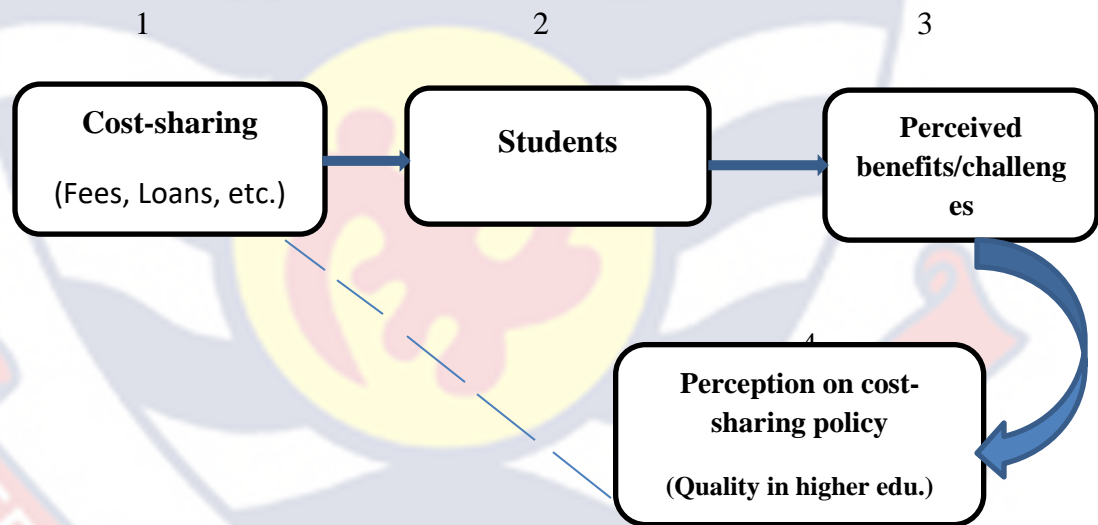 1
2
3
Cost-sharing
(Fees, Loans, etc.)
Students
Perceived
benefits/challeng
es
4
Perception on cost-
sharing policy
(Quality in higher edu.)